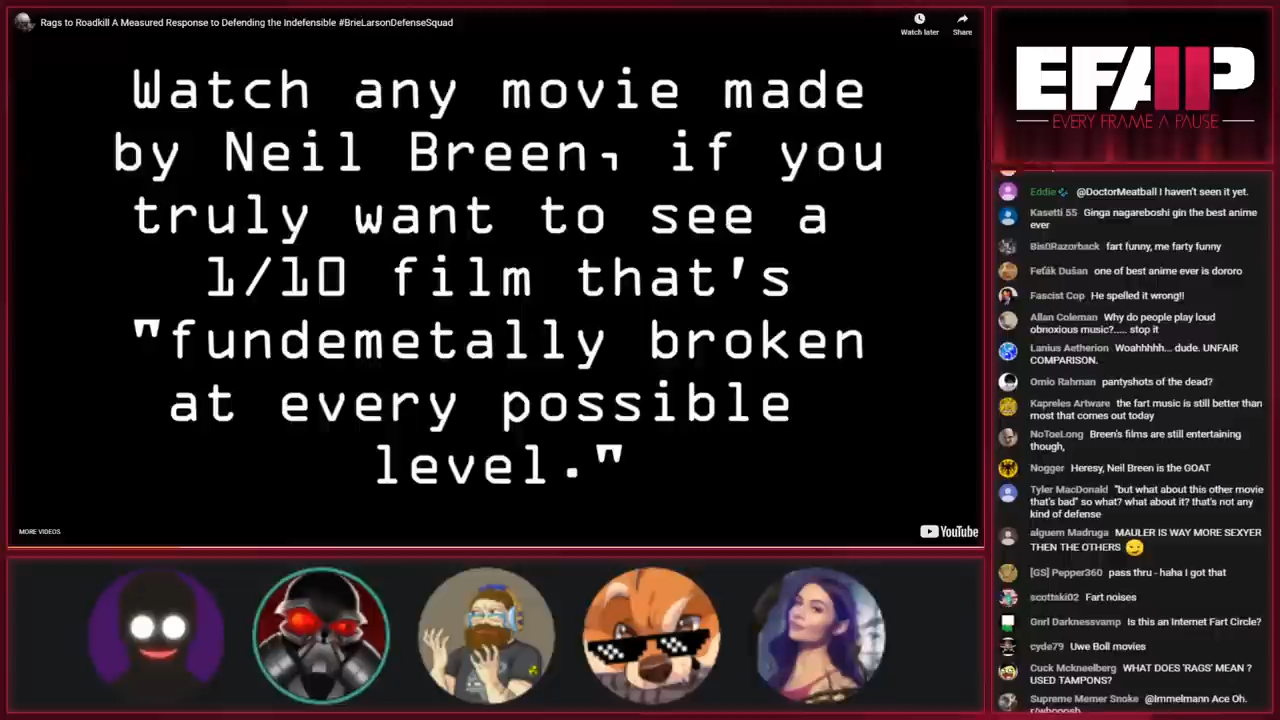 Rags to Roadkill A Measured Response to Defending the Indefensible #BrieLarsonDefenseSquad
Watch later
Share
Watch any movie made
by Neil Breen, if you
truly want to see a
1/10 film that's
"fundemetally broken
at every possible
level."
MORE VIDEOS
YouTube
EFAP
EVERY FRAME A PAUSE
Eddie @DoctorMeatball I haven't seen it yet.
Kasetti 55 Ginga nagareboshi gin the best anime
ever
Bis0Razorback fart funny, me farty funny
Feťák Dušan one of best anime ever is dororo
Fascist Cop He spelled it wrong!!
Allan Coleman Why do people play loud
obnoxious music?..... stop it
Lanius Aetherion Woahhhhh... dude. UNFAIR
COMPARISON.
Omio Rahman pantyshots of the dead?
Kapreles Artware the fart music is still better than
most that comes out today
NoToeLong Breen's films are still entertaining
though,
Nogger Heresy, Neil Breen is the GOAT
Tyler MacDonald "but what about this other movie
that's bad" so what? what about it? that's not any
kind of defense
alguem Madruga MAULER IS WAY MORE SEXYER
THEN THE OTHERS
[GS] Pepper360 pass thru - haha I got that
scottski02 Fart noises
Gnrl Darknessvamp Is this an Internet Fart Circle?
cyde79 Uwe Boll movies
Cuck Mckneelberg WHAT DOES 'RAGS' MEAN ?
USED TAMPONS?
Supreme Memer Snoke @Immelmann Ace Oh.
r/whooosh